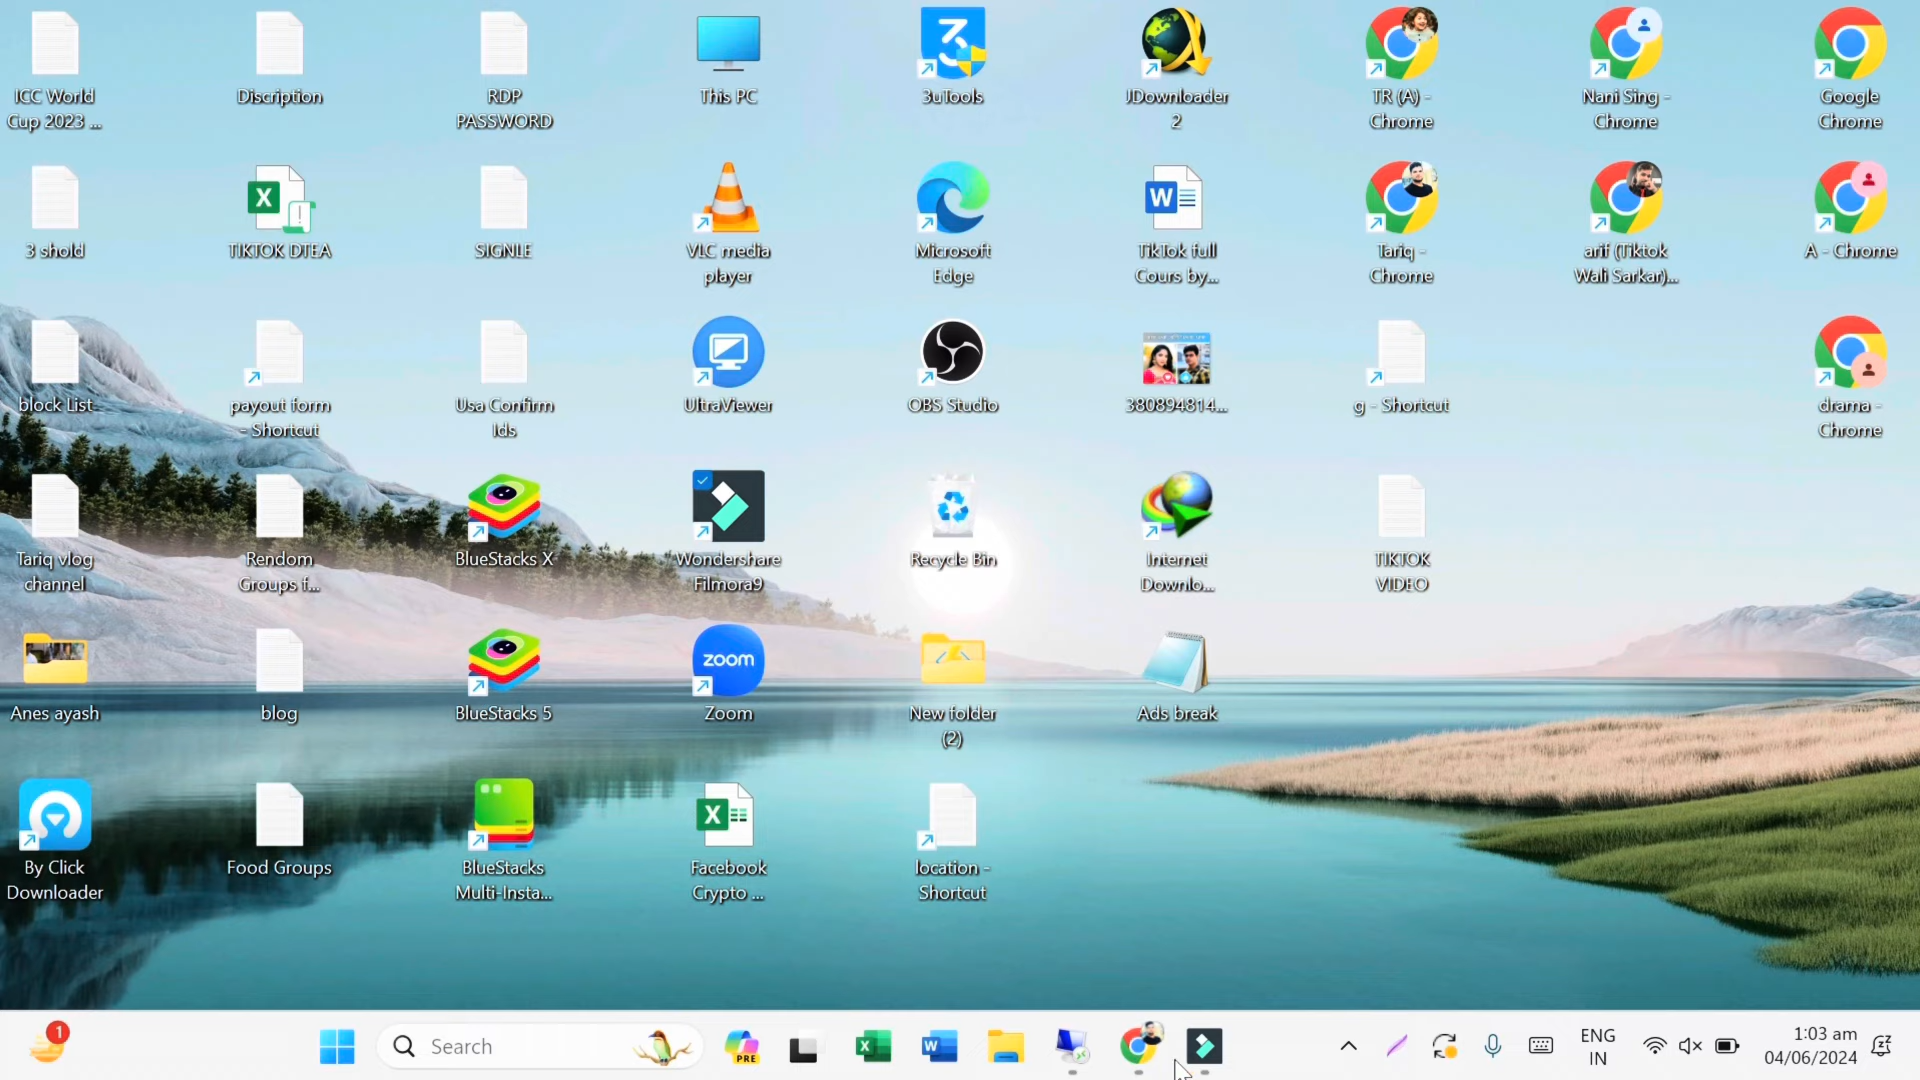 ICC World
Cup 2023 ...
Discription
RDP
PASSWORD
This PC
3uTools
JDownloader
2
TR (A) -
Chrome
Nani Sing -
Chrome
Google
Chrome
3 shold
TIKTOK DTEA
SIGNLE
VLC media
player
Microsoft
Edge
TikTok full
Cours by...
Tariq -
Chrome
arif (Tiktok
Wali Sarkar)...
A - Chrome
block List
payout form
- Shortcut
Usa Confirm
Ids
UltraViewer
OBS Studio
380894814...
g - Shortcut
drama -
Chrome
Tariq vlog
channel
Rendom
Groups f...
BlueStacks X
Wondershare
Filmora9
Recycle Bin
Internet
Downlo...
TIKTOK
VIDEO
Anes ayash
blog
BlueStacks 5
zoom
Zoom
New folder
(2)
Ads break
By Click
Downloader
Food Groups
BlueStacks
Multi-Insta...
Facebook
Crypto ...
location -
Shortcut
1
Search
PRE
ENG
IN
1:03 am
04/06/2024